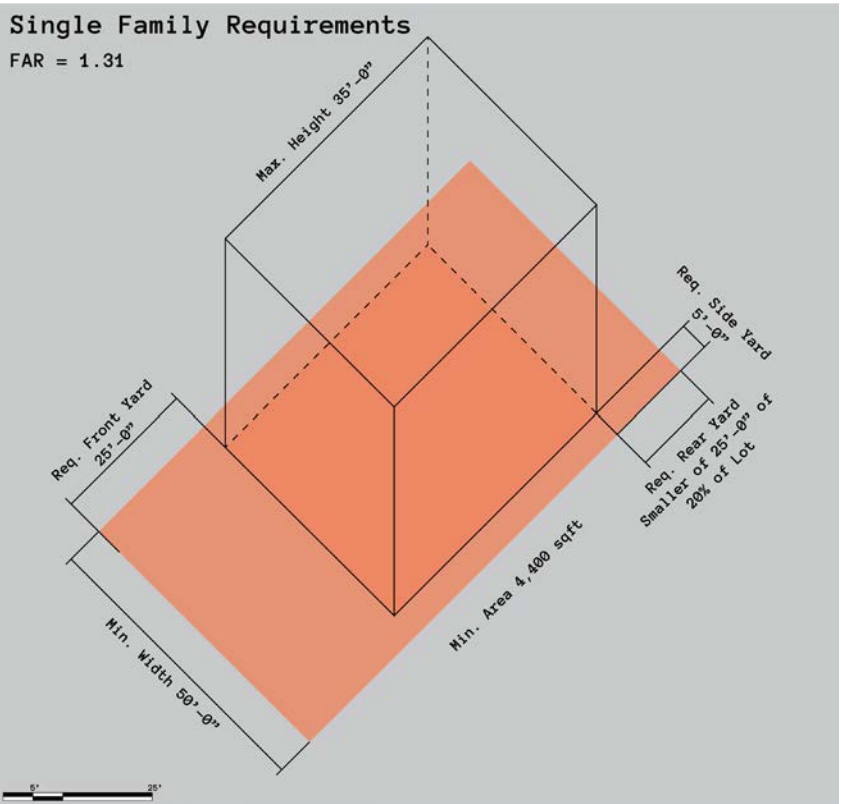 Single Family Requirements
FAR = 1.31
Max. Height 35'-0"
Req. Side Yard
5'-0"
Req. Front Yard
25'-0"
Req. Rear Yard
Smaller of 25'-0" of
20% of Lot
Min. Area 4,400 sqft
Min. Width 50'-0"
5'
25'